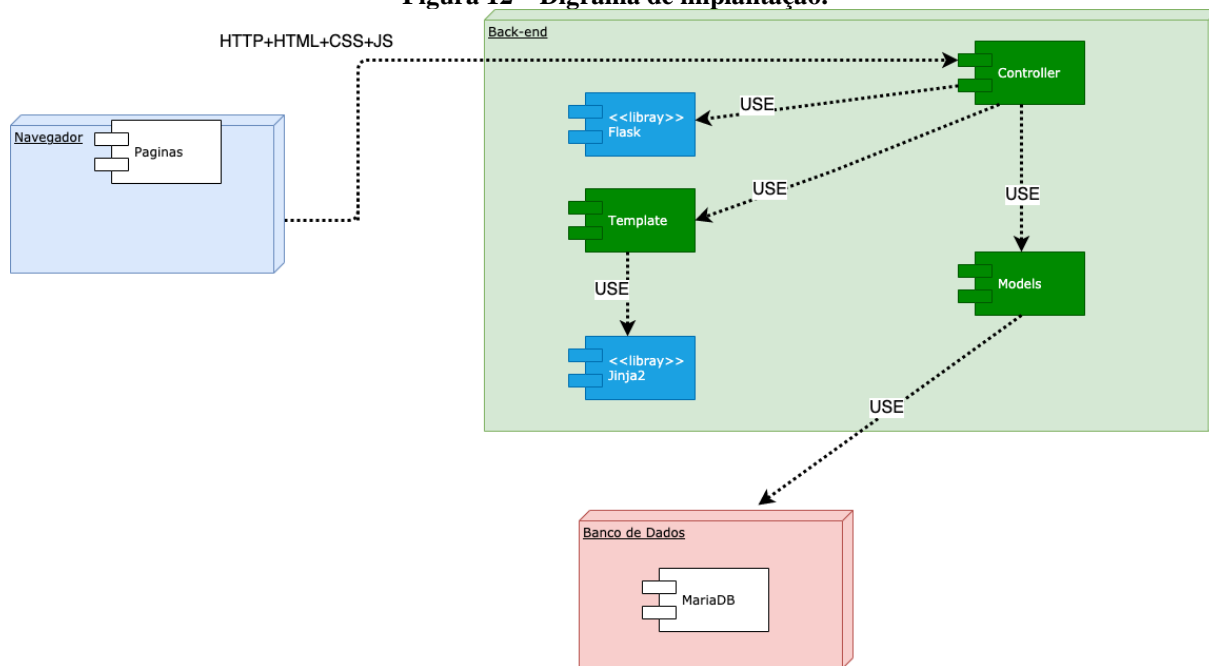 Figura 12 – Digrama de implantação.
Back-end
HTTP+HTML+CSS+JS
Controller
<<libray>>
Flask
USE
Navegador
Paginas
USE
USE
Template
USE
Models
<<libray>>
Jinja2
USE
Banco de Dados
MariaDB